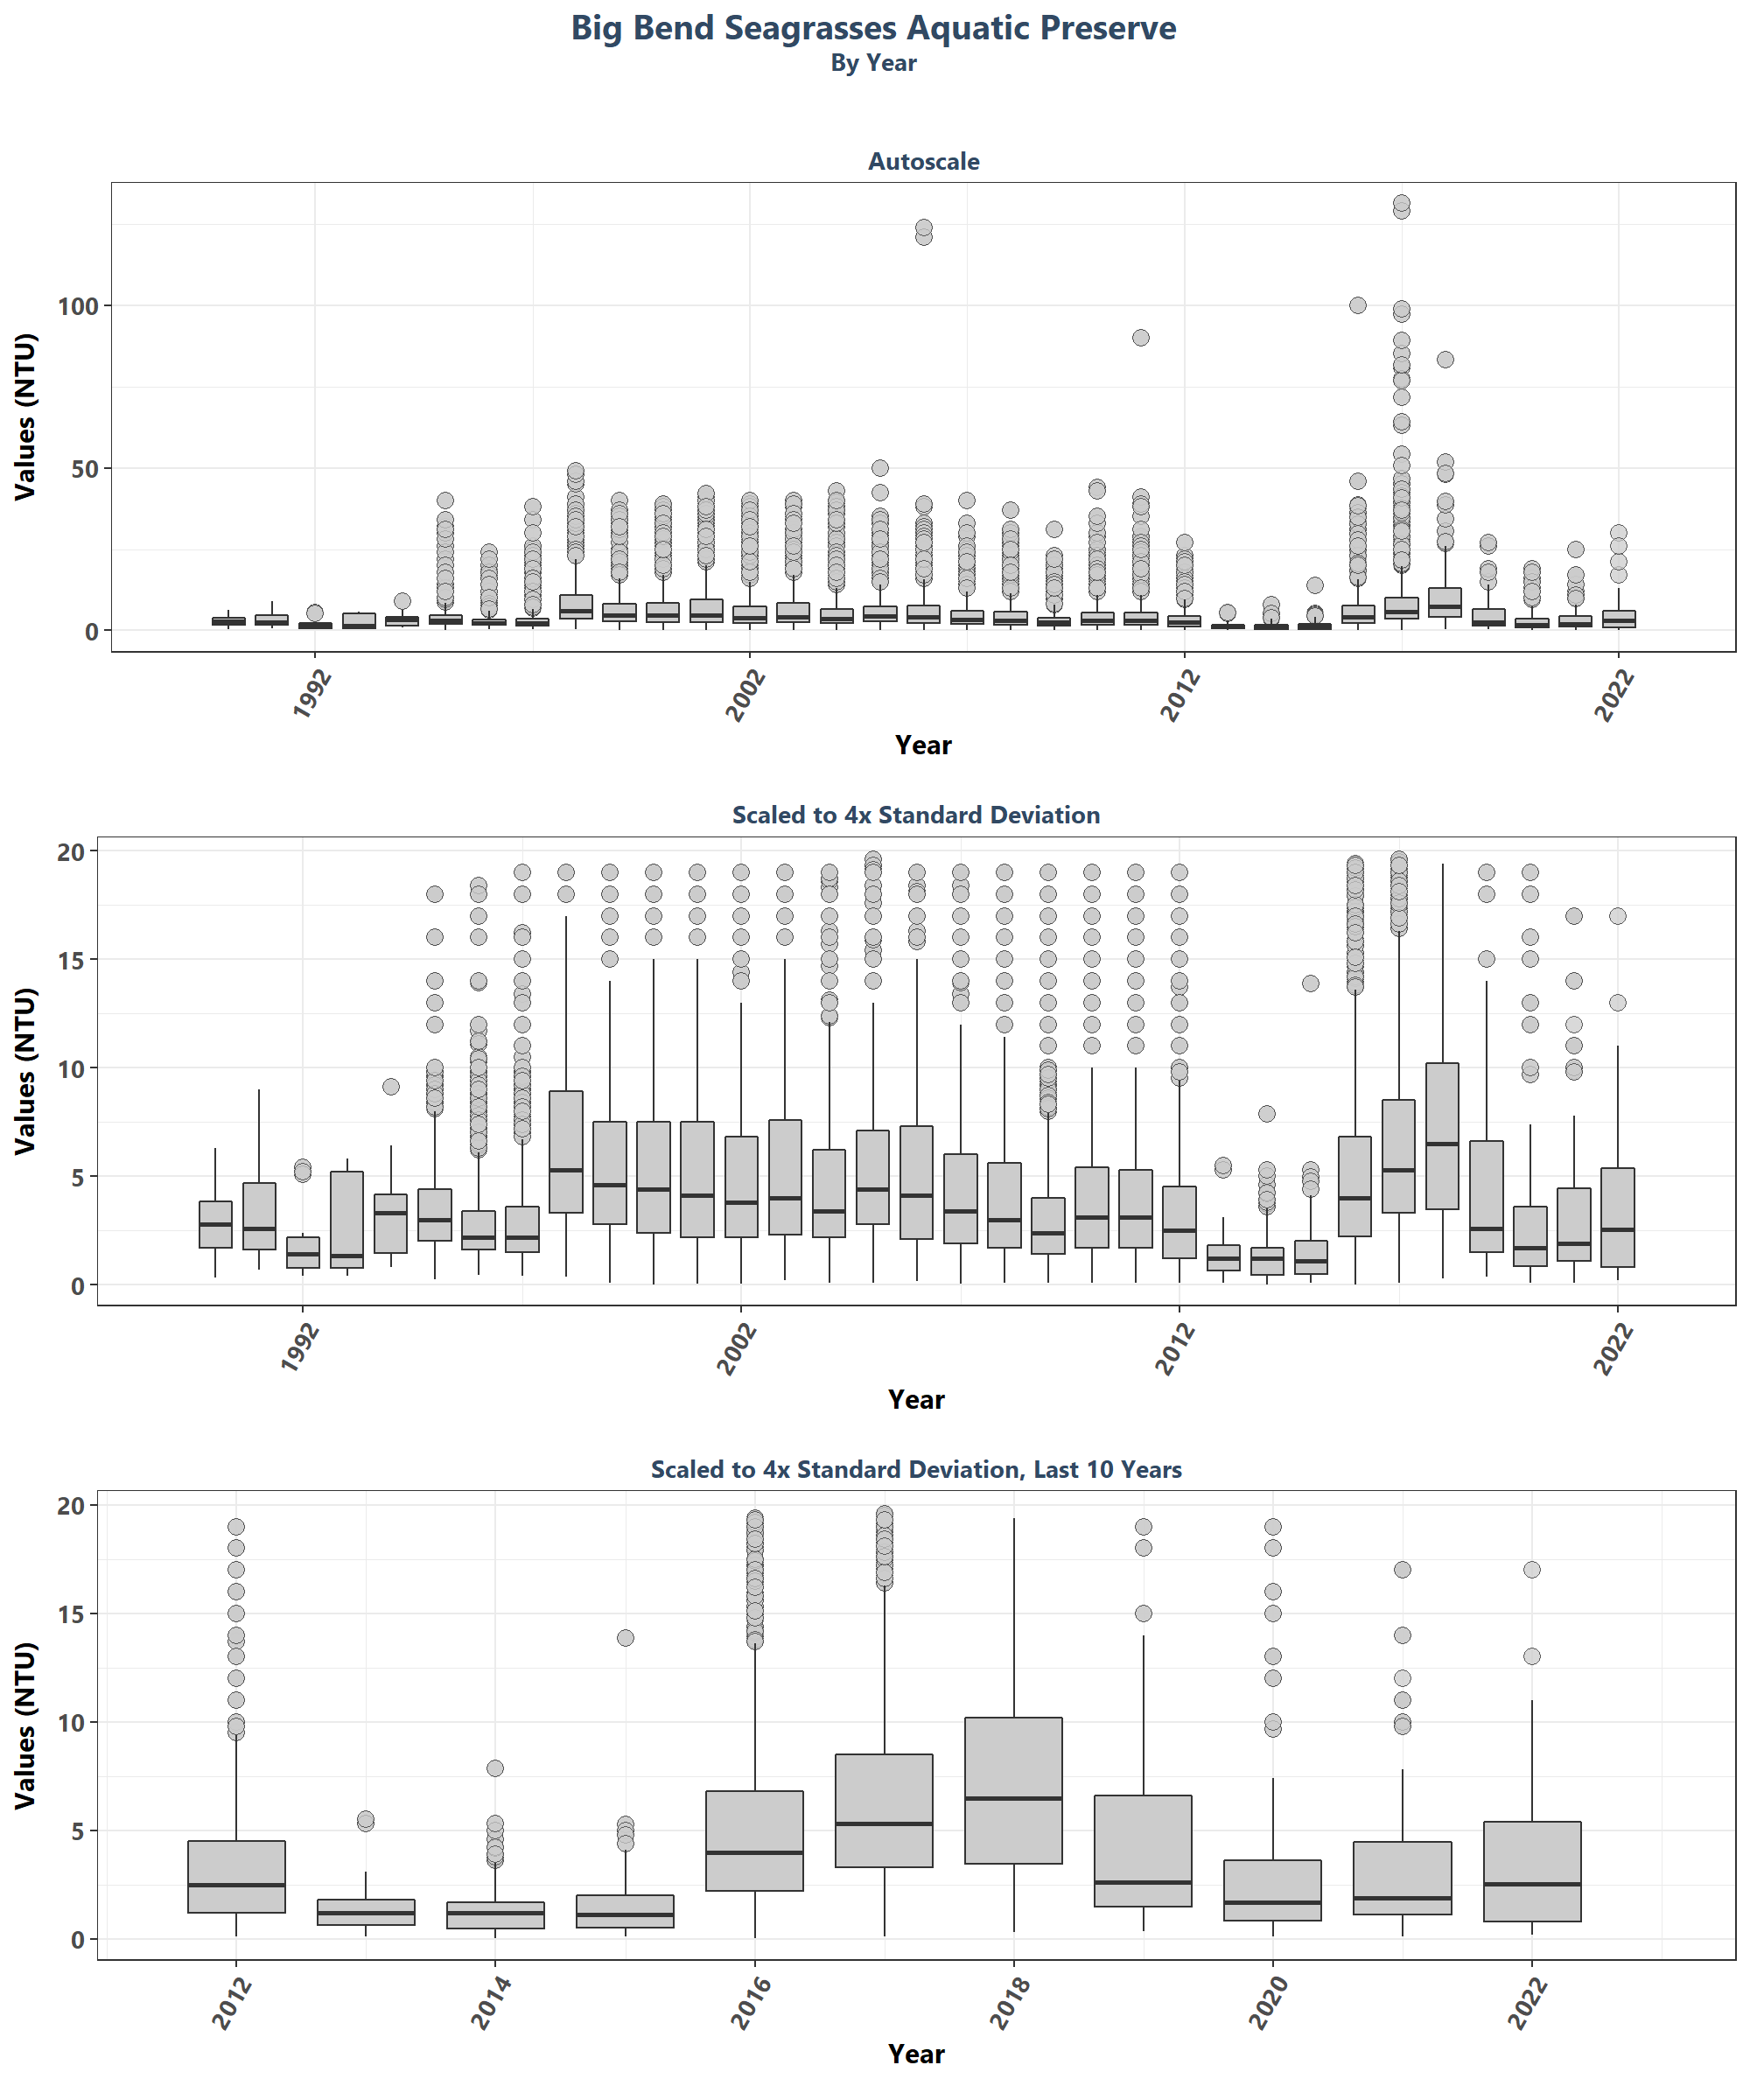 Big Bend Seagrasses Aquatic Preserve
By Year
Autoscale
Values (NTU)
100
50
0
1992
2002
2012
2022
Year
Scaled to 4x Standard Deviation
Values (NTU)
20
15
10
5
0
1992
2002
2012
2022
Year
Scaled to 4x Standard Deviation, Last 10 Years
Values (NTU)
20
15
10
5
0
2012
2014
2016
2018
2020
2022
Year